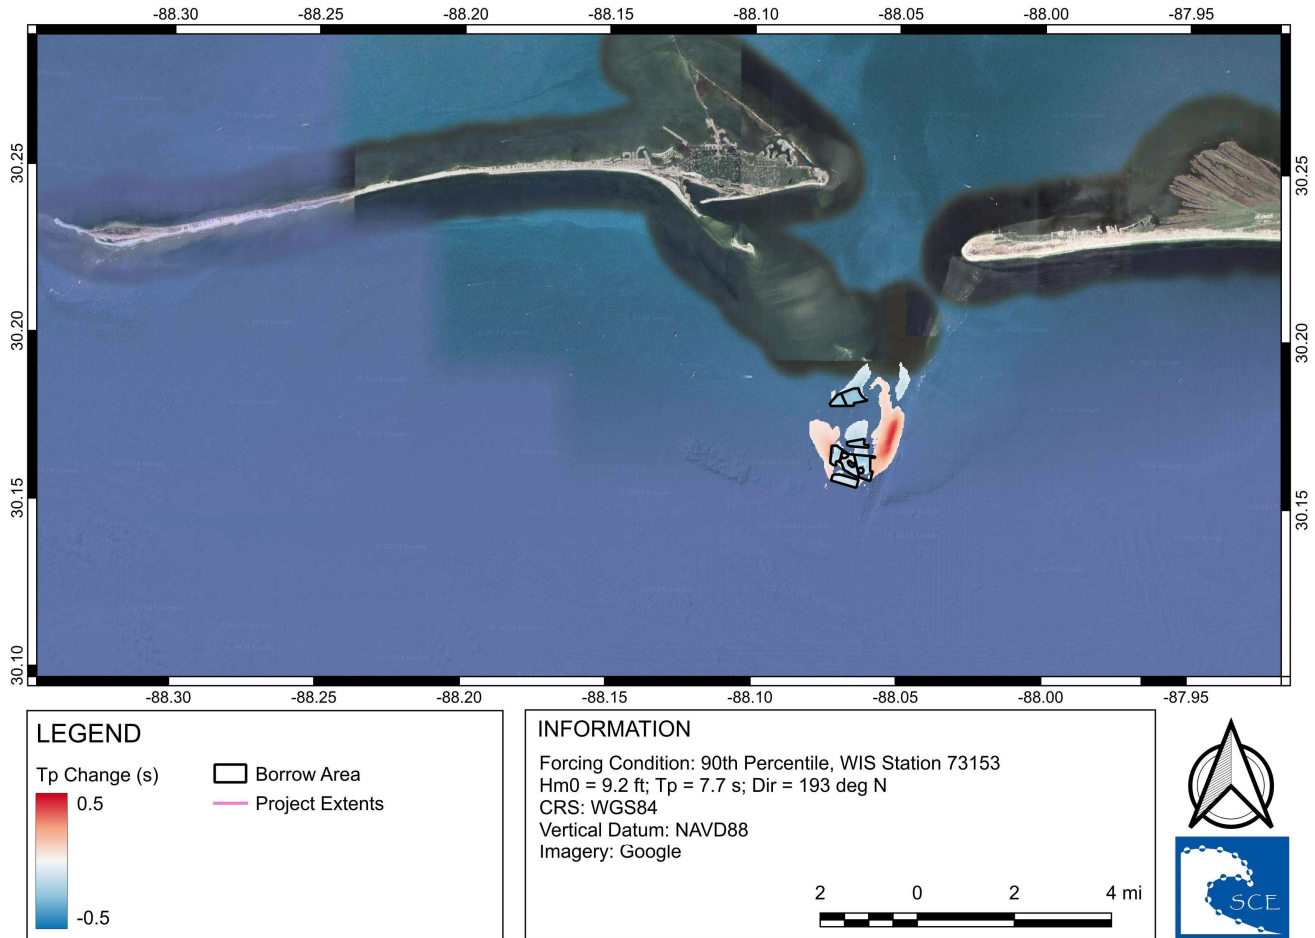 -88.30 -88.25 -88.20 -88.15 -88.10 -88.05 -88.00 -87.95
30.25 30.25
30.20 30.20
30.15 30.15
30.10
-88.30 -88.25 -88.20 -88.15 -88.10 -88.05 -88.00 -87.95
LEGEND
Tp Change (s)
0.5
-0.5
Borrow Area
Project Extents
INFORMATION
Forcing Condition: 90th Percentile, WIS Station 73153
Hm0 = 9.2 ft; Tp = 7.7 s; Dir = 193 deg N
CRS: WGS84
Vertical Datum: NAVD88
Imagery: Google
2 0 2 4 mi
SCE